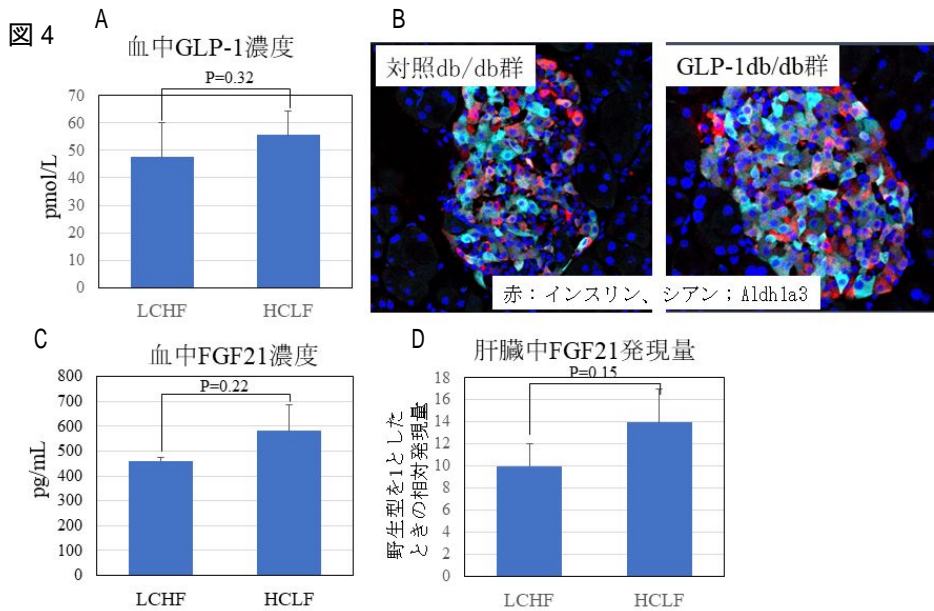 図 4
A
血中GLP-1濃度
P=0.32
70
60
50
40
30
20
10
0
pmol/L
LCHF
HCLF
B
対照db/db群
GLP-1db/db群
赤：インスリン、シアン；Aldh1a3
C
血中FGF21濃度
P=0.22
800
700
600
500
400
300
200
100
0
pg/mL
LCHF
HCLF
D
肝臓中FGF21発現量
P=0.15
18
16
14
12
10
8
6
4
2
0
野生型を1とした
ときの相対発現量
LCHF
HCLF